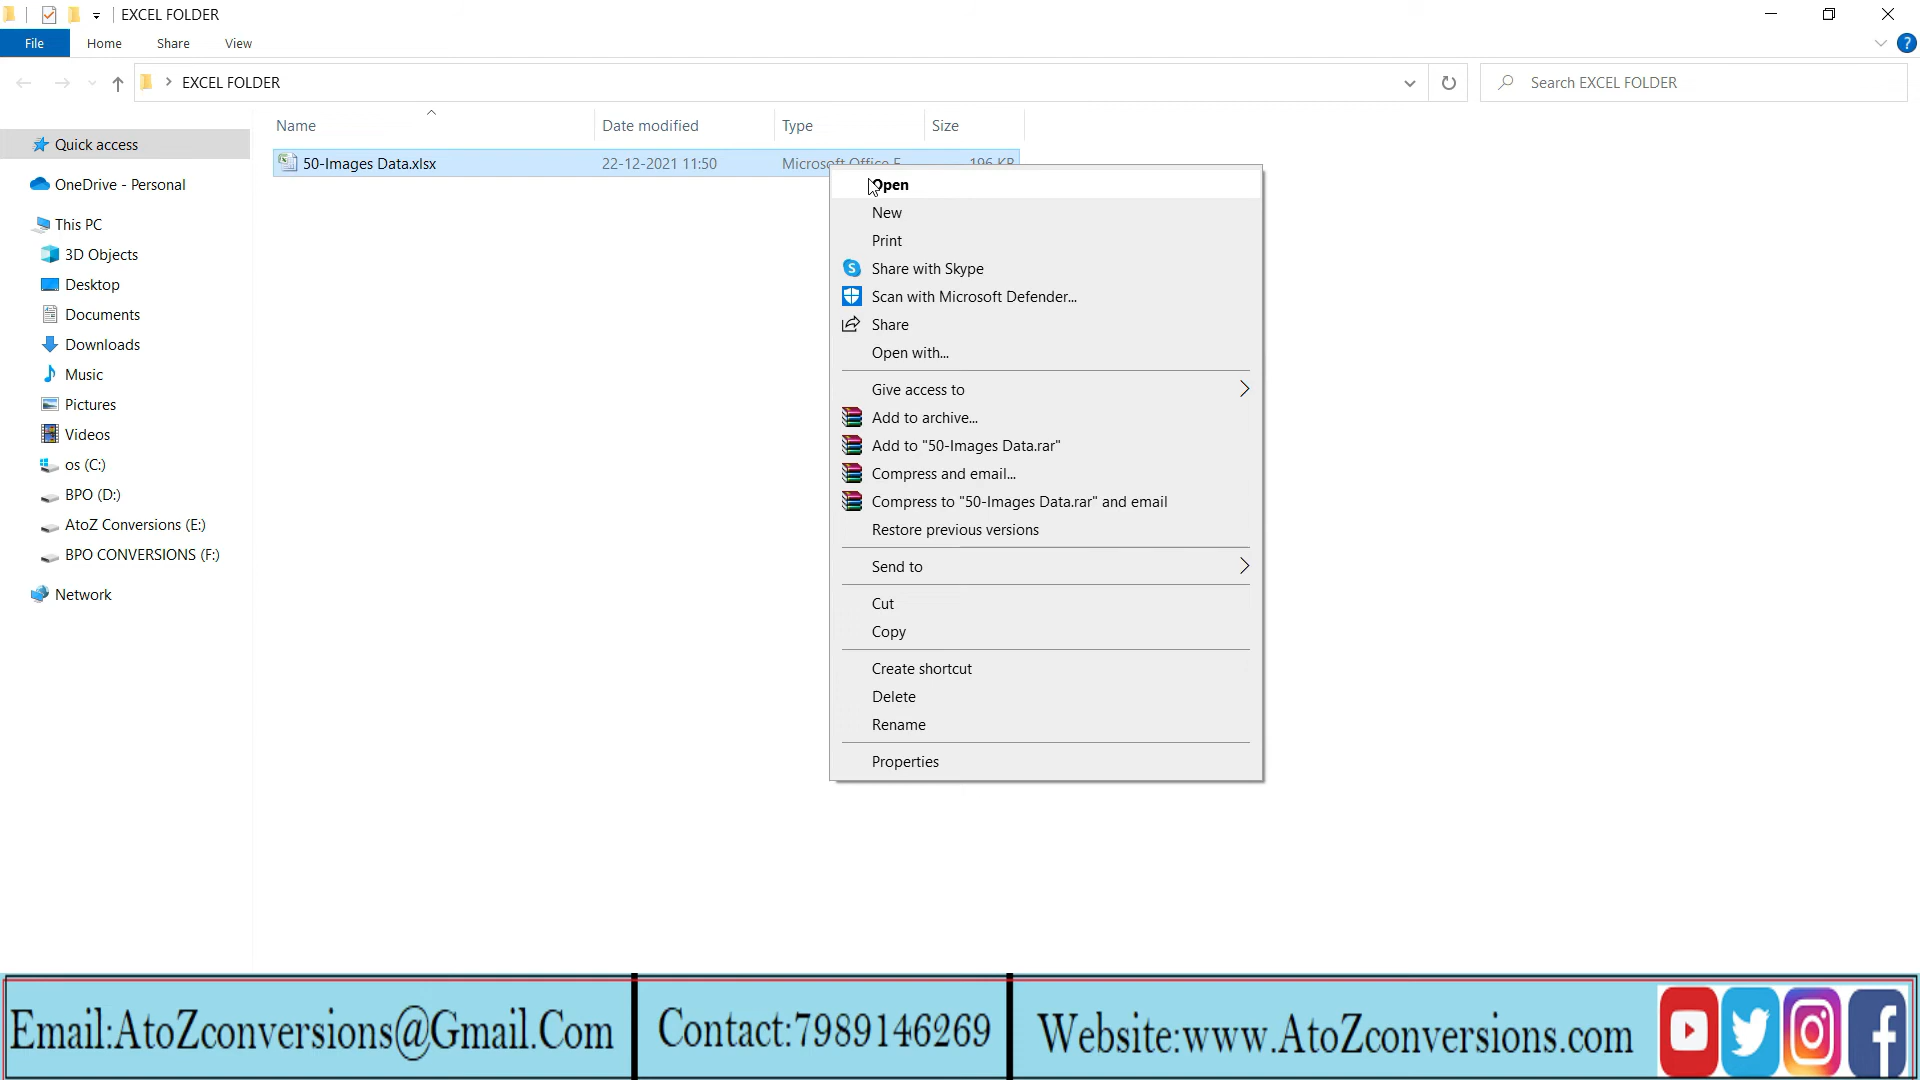 EXCEL FOLDER
File Home Share View
EXCEL FOLDER
Search EXCEL FOLDER
Name Date modified Type Size
Quick access
50-Images Data.xlsx 22-12-2021 11:50 Microsoft Office E... 196 KB
OneDrive - Personal
This PC
3D Objects
Desktop
Documents
Downloads
Music
Pictures
Videos
os (C:)
BPO (D:)
AtoZ Conversions (E:)
BPO CONVERSIONS (F:)
Network
Open
New
Print
Share with Skype
Scan with Microsoft Defender...
Share
Open with...
Give access to
Add to archive...
Add to "50-Images Data.rar"
Compress and email...
Compress to "50-Images Data.rar" and email
Restore previous versions
Send to
Cut
Copy
Create shortcut
Delete
Rename
Properties
Email:AtoZconversions@Gmail.Com Contact:7989146269 Website:www.AtoZconversions.com